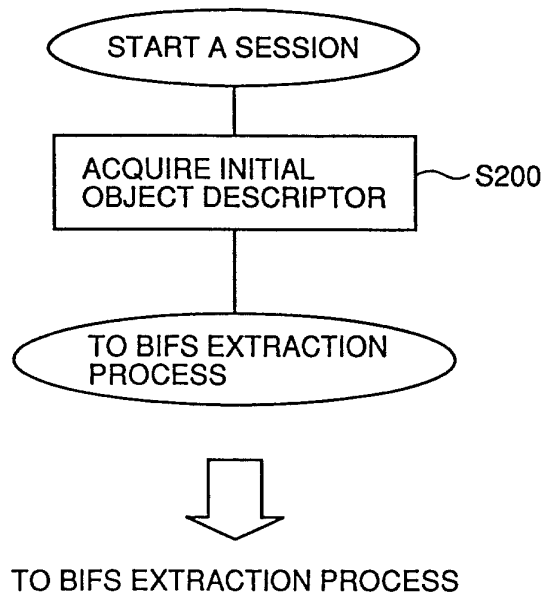 START A SESSION
ACQUIRE INITIAL
OBJECT DESCRIPTOR
S200
TO BIFS EXTRACTION
PROCESS
TO BIFS EXTRACTION PROCESS